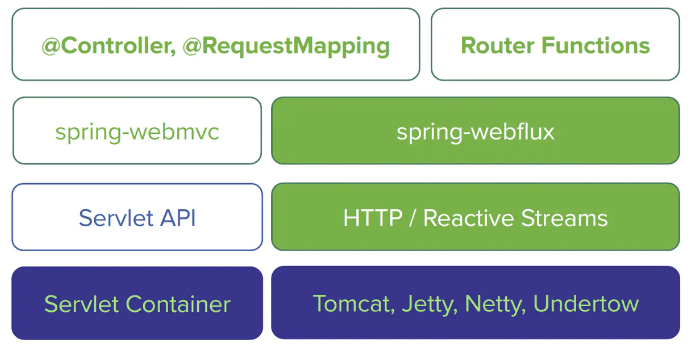 @Controller, @RequestMapping
Router Functions
spring-webmvc
spring-webflux
Servlet API
HTTP / Reactive Streams
Servlet Container
Tomcat, Jetty, Netty, Undertow